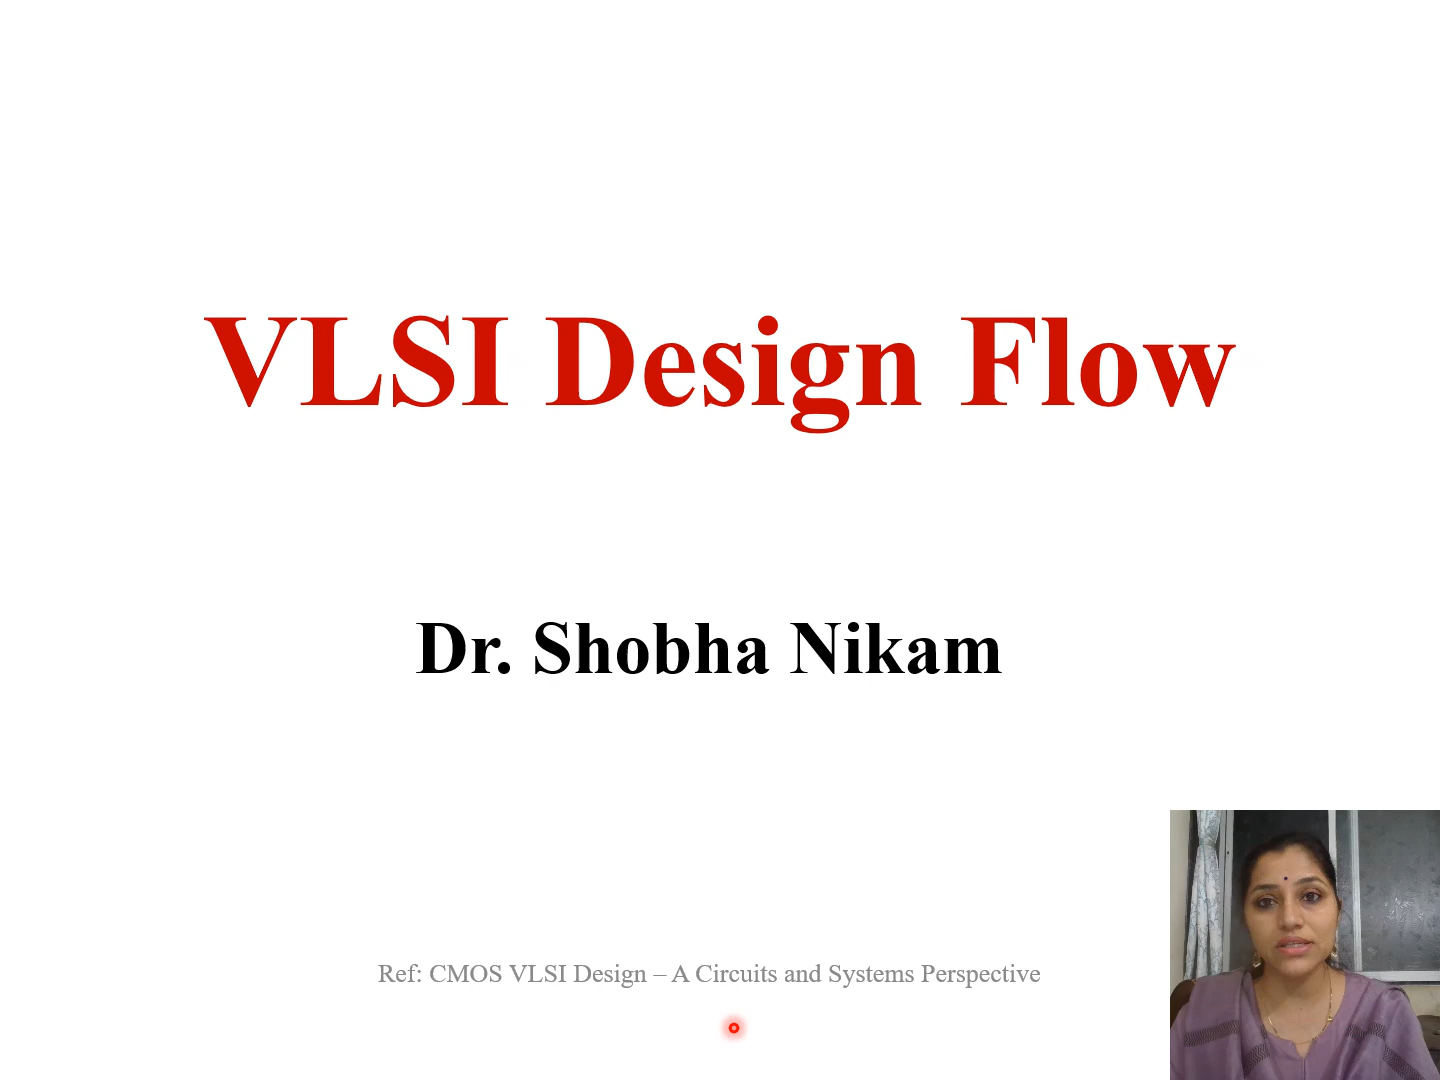 VLSI Design Flow
Dr. Shobha Nikam
Ref: CMOS VLSI Design – A Circuits and Systems Perspective